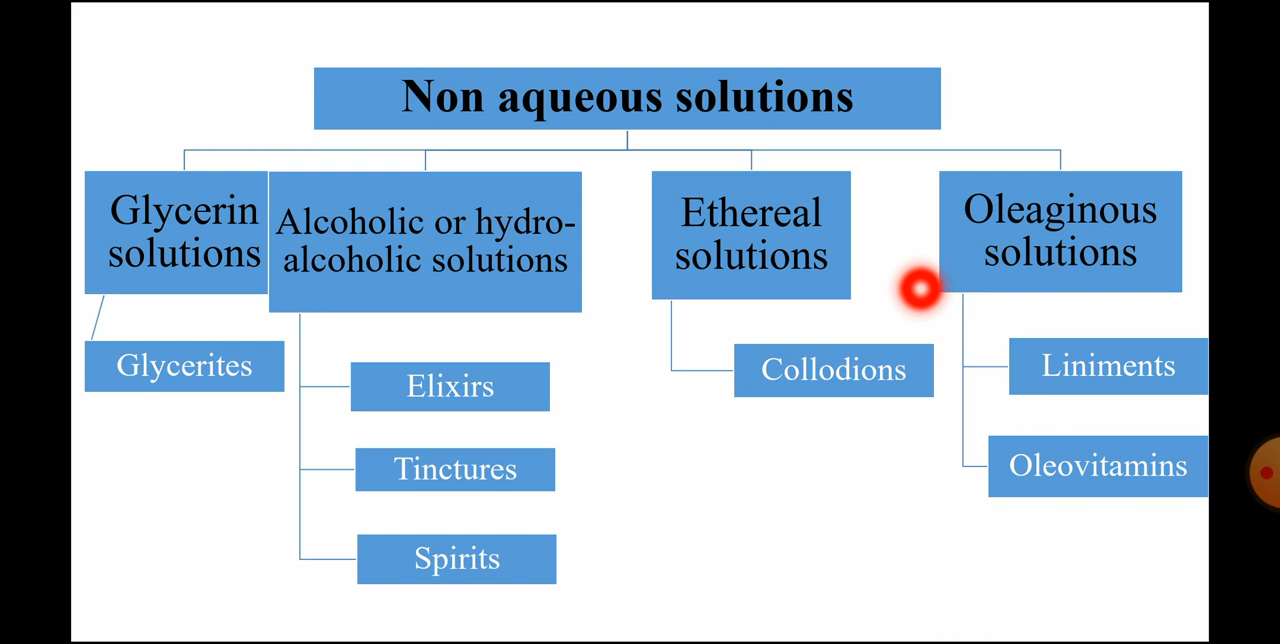 Non aqueous solutions
Glycerin
solutions
Alcoholic or hydro-
alcoholic solutions
Ethereal
solutions
Oleaginous
solutions
Glycerites
Elixirs
Tinctures
Spirits
Collodions
Liniments
Oleovitamins